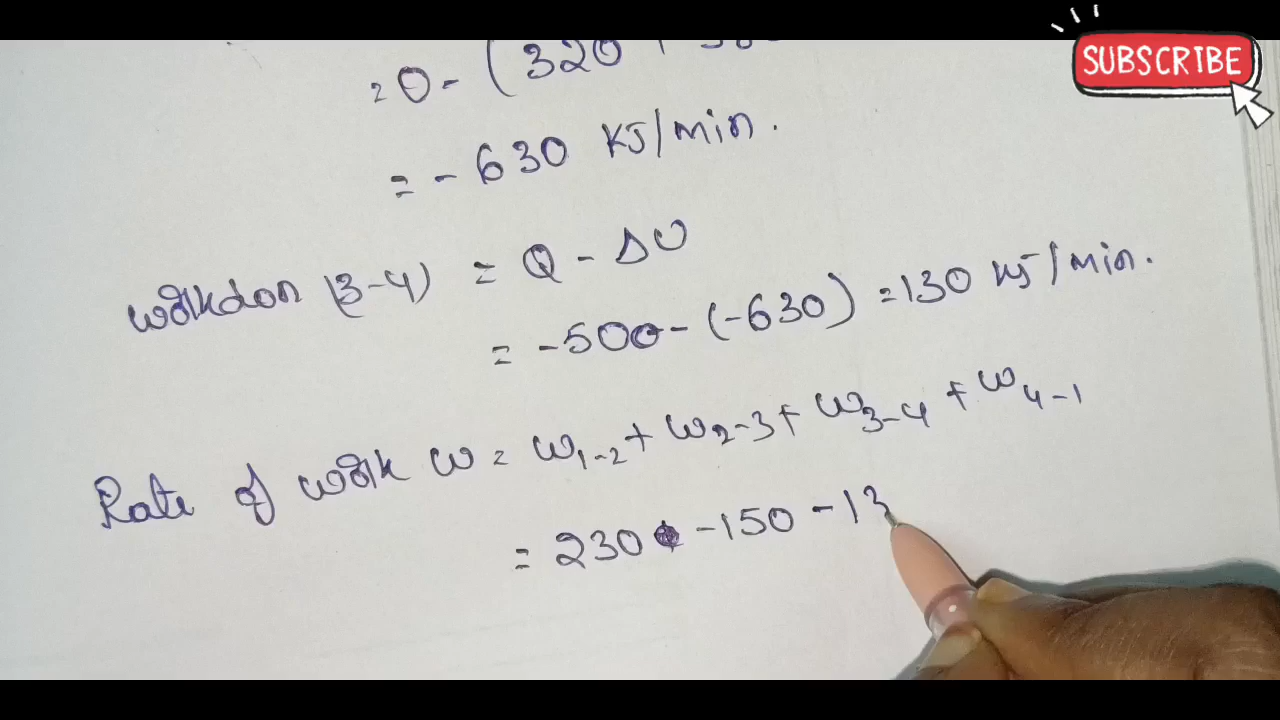 SUBSCRIBE
= 0 - (320 +
= - 630 KJ/min.
workdon (3-4) = Q - ΔU
= -500 - (-630) = 130 KJ/min.
Rate of work W = W1-2 + W2-3 + W3-4 + W4-1
= 230 -150 -13